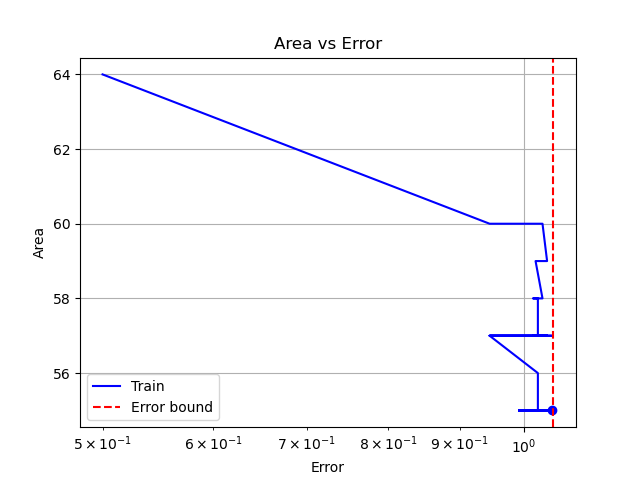 Area vs Error
Area
64
62
60
58
56
Train
Error bound
5 × 10⁻¹ 6 × 10⁻¹ 7 × 10⁻¹ 8 × 10⁻¹ 9 × 10⁻¹ 10⁰
Error